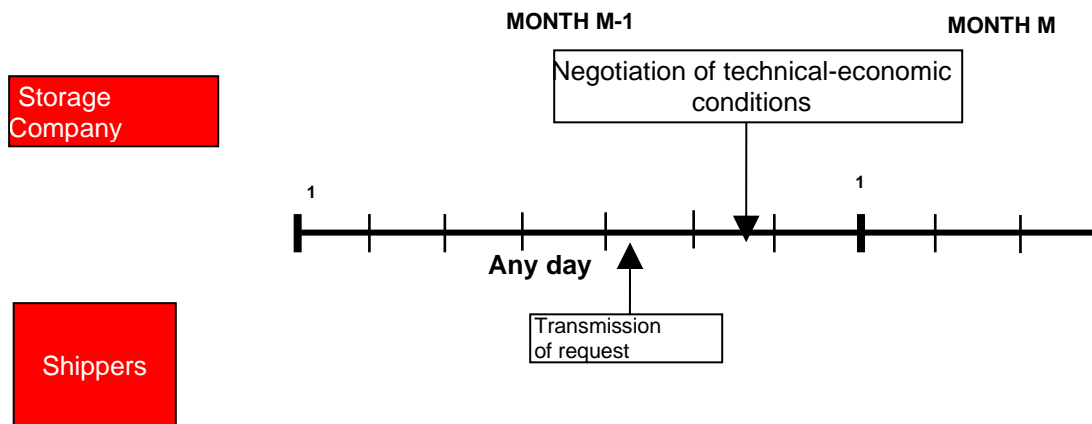 MONTH M-1
MONTH M
Negotiation of technical-economic
conditions
Storage
Company
1
1
Any day
Transmission
of request
Shippers